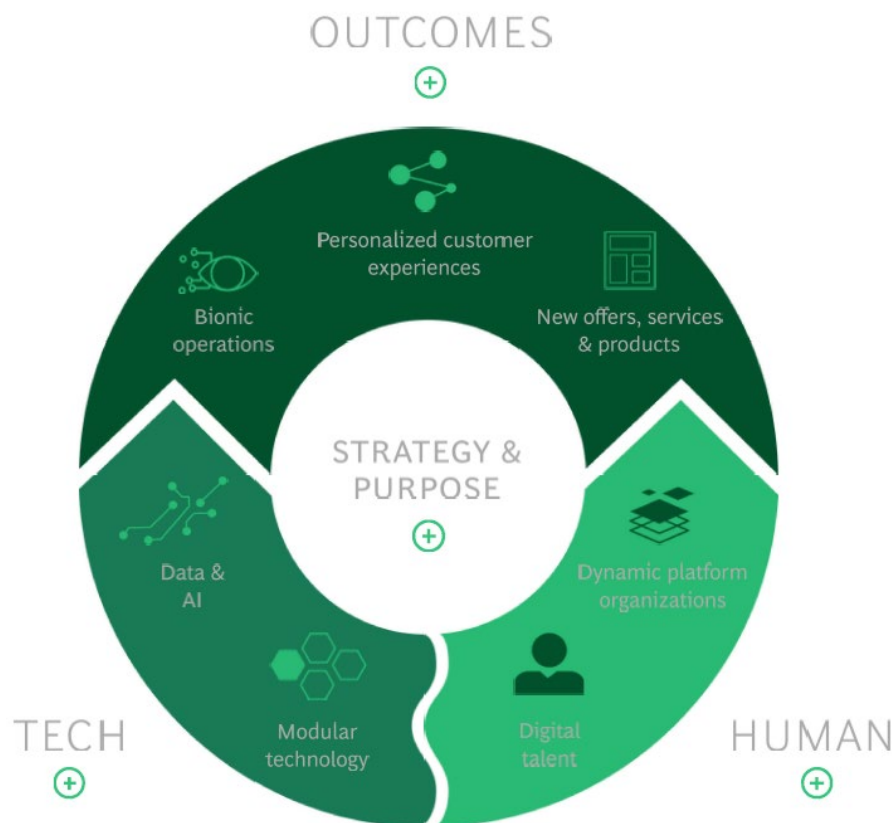 OUTCOMES
Personalized customer
experiences
Bionic
operations
New offers, services
& products
STRATEGY &
PURPOSE
Data &
AI
Dynamic platform
organizations
Modular
technology
Digital
talent
TECH
HUMAN